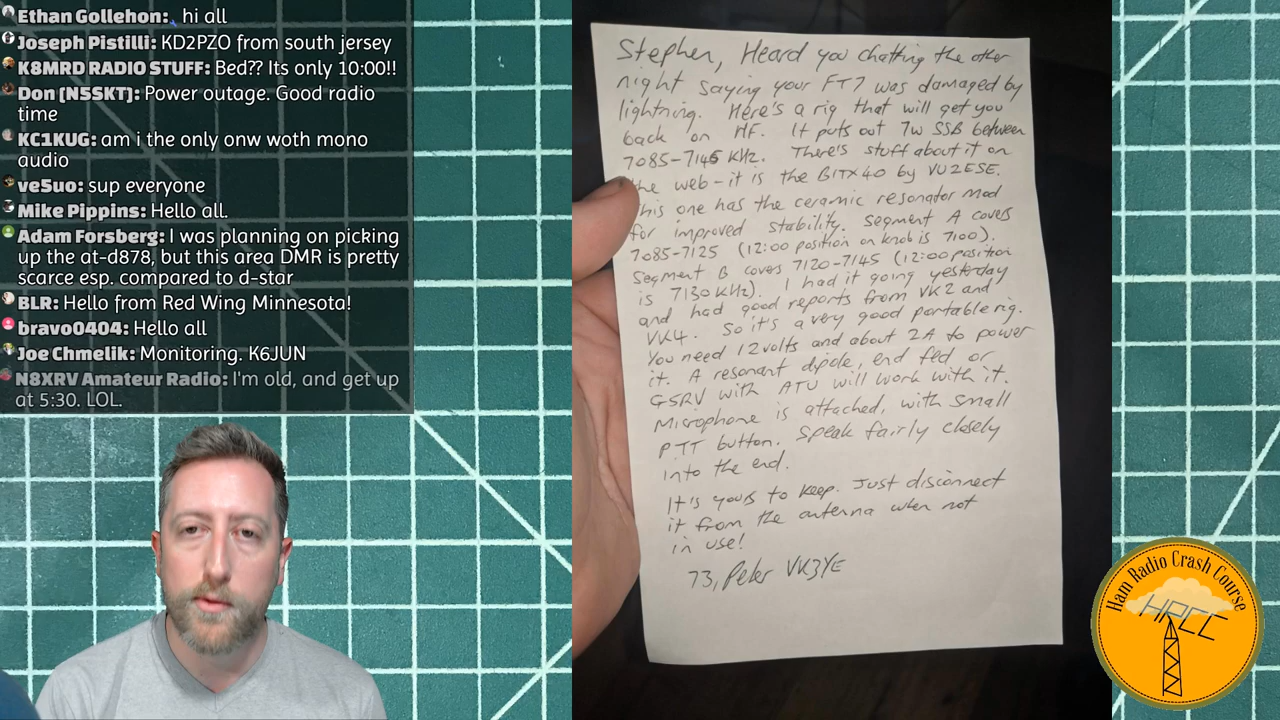 Ethan Gollehon: hi all
Joseph Pistilli: KD2PZO from south jersey
K8MRD RADIO STUFF: Bed?? Its only 10:00!!
Don (N5SKT): Power outage. Good radio
time
KC1KUG: am i the only onw woth mono
audio
ve5uo: sup everyone
Mike Pippins: Hello all.
Adam Forsberg: I was planning on picking
up the at-d878, but this area DMR is pretty
scarce esp. compared to d-star
BLR: Hello from Red Wing Minnesota!
bravo0404: Hello all
Joe Chmelik: Monitoring. K6JUN
N8XRV Amateur Radio: I'm old, and get up
at 5:30. LOL.
Stephen, Heard you chatting the other
night saying your FT7 was damaged by
lightning. Here's a rig that will get you
back on HF. It puts out 7w SSB between
7085-7145 KHz. There's stuff about it on
the web - it is the BITX40 by VU2ESE.
This one has the ceramic resonator mod
for improved stability. Segment A covers
7085-7125 (12:00 position on knob is 7100).
Segment B covers 7120-7145 (12:00 position
is 7130 KHz). I had it going yesterday
and had good reports from VK2 and
VK4. So it's a very good portable rig.
You need 12 volts and about 2A to power
it. A resonant dipole, end fed or
G5RV with ATU will work with it.
Microphone is attached, with small
PTT button. Speak fairly closely
into the end.
It's yours to keep. Just disconnect
it from the antenna when not
in use!
73, Peter VK3YE
Ham Radio Crash Course
HRCC